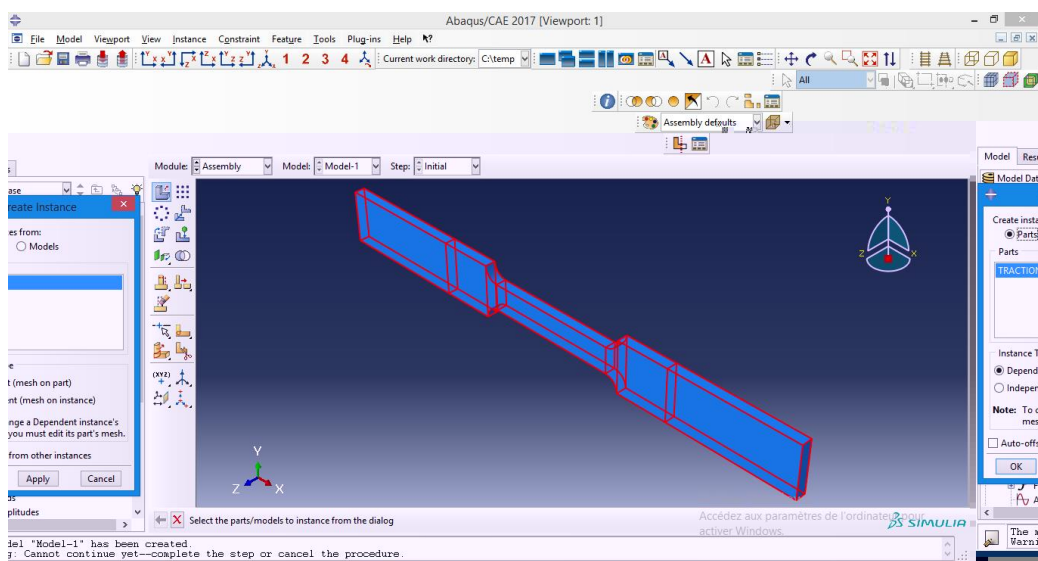 Abaqus/CAE 2017 [Viewport: 1]
File Model Viewport View Instance Constraint Feature Tools Plug-ins Help
1 2 3 4 Current work directory: C:\temp A
All
Assembly defaults
Module: Assembly Model: Model-1 Step: Initial
Model Res
Model Dat
ase
reate Instance
es from:
Models
t (mesh on part)
nt (mesh on instance)
nge a Dependent instance's
you must edit its part's mesh.
from other instances
Apply Cancel
plitudes
(XYZ)
Y
Z X
Y
Z X
Create insta
Parts
Parts
TRACTION
Instance T
Depend
Indepen
Note: To c
mes
Auto-offs
OK
Select the parts/models to instance from the dialog
Accédez aux paramètres de l'ordinateur pour
activer Windows.
SIMULIA
del "Model-1" has been created.
g: Cannot continue yet--complete the step or cancel the procedure.
The m
Warni